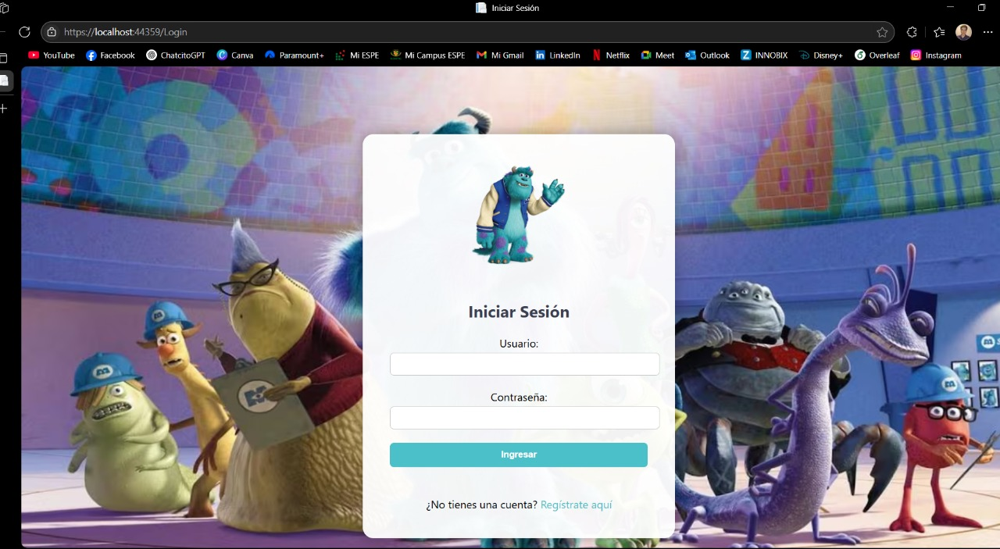 Iniciar Sesión
https://localhost:44359/Login
YouTube Facebook ChatcitoGPT Canva Paramount+ Mi ESPE Mi Campus ESPE Mi Gmail LinkedIn Netflix Meet Outlook INNOBIX Disney+ Overleaf Instagram
Iniciar Sesión
Usuario:
Contraseña:
Ingresar
¿No tienes una cuenta? Regístrate aquí